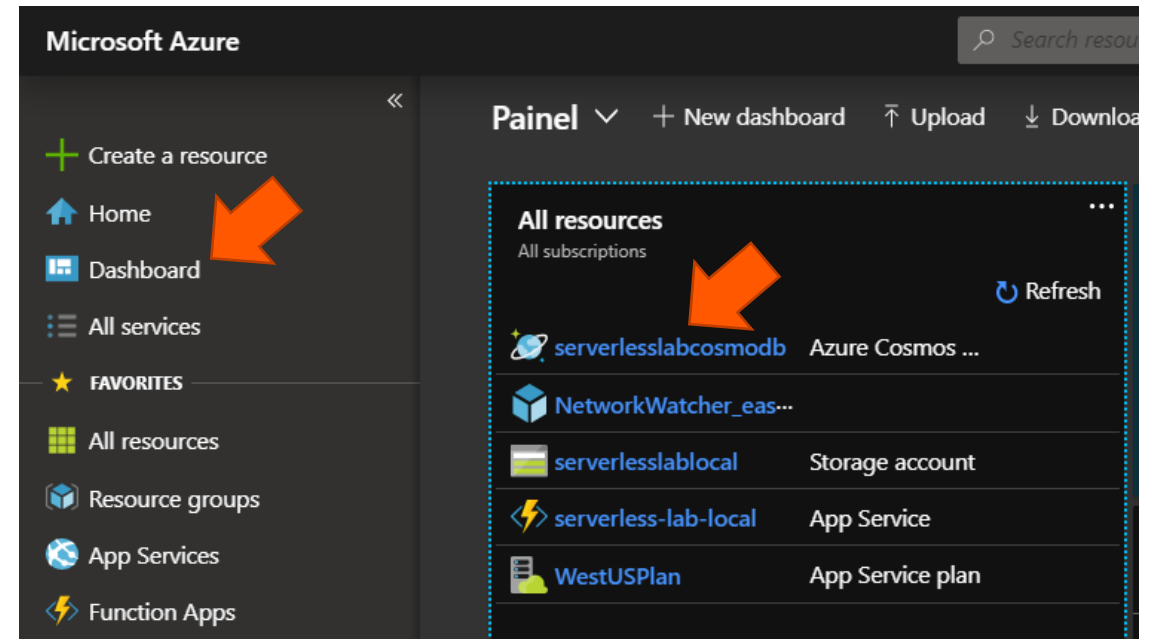 Microsoft Azure
Search resou
«
Painel
New dashboard
Upload
Downloa
Create a resource
Home
Dashboard
All services
FAVORITES
All resources
Resource groups
App Services
Function Apps
All resources
...
All subscriptions
Refresh
serverlesslabcosmodb Azure Cosmos ...
NetworkWatcher_eas...
serverlesslablocal Storage account
serverless-lab-local App Service
WestUSPlan App Service plan